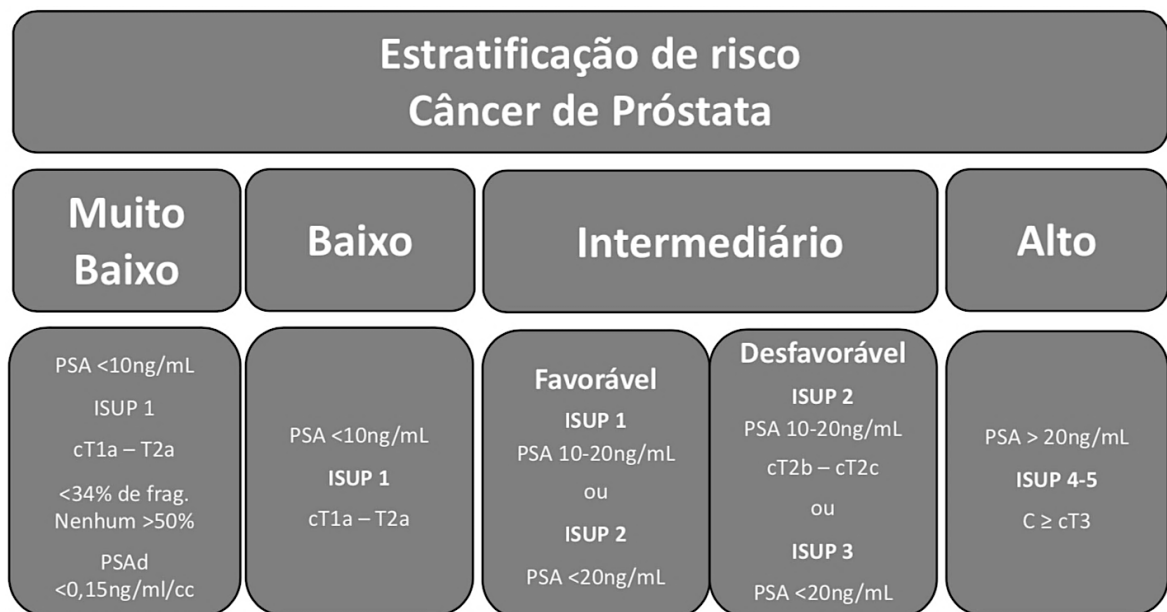 Estratificação de risco
Câncer de Próstata
Muito
Baixo
Baixo
Intermediário
Alto
PSA <10ng/mL
ISUP 1
cT1a – T2a
<34% de frag.
Nenhum >50%
PSAd
<0,15ng/ml/cc
PSA <10ng/mL
ISUP 1
cT1a – T2a
Favorável
ISUP 1
PSA 10-20ng/mL
ou
ISUP 2
PSA <20ng/mL
Desfavorável
ISUP 2
PSA 10-20ng/mL
cT2b – cT2c
ou
ISUP 3
PSA <20ng/mL
PSA > 20ng/mL
ISUP 4-5
C ≥ cT3